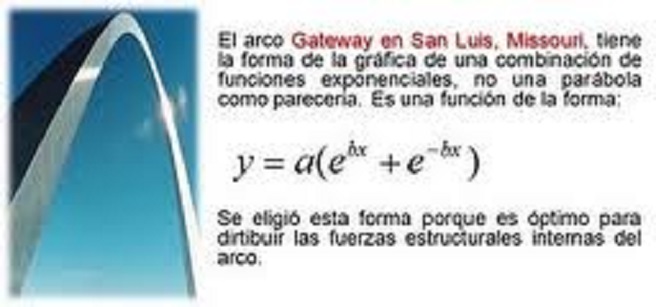 El arco Gateway en San Luis, Missouri, tiene
la forma de la gráfica de una combinación de
funciones exponenciales, no una parábola
como parecería. Es una función de la forma:
y = a(e^{bx} + e^{-bx})
Se eligió esta forma porque es óptimo para
dirtibuir las fuerzas estructurales internas del
arco.